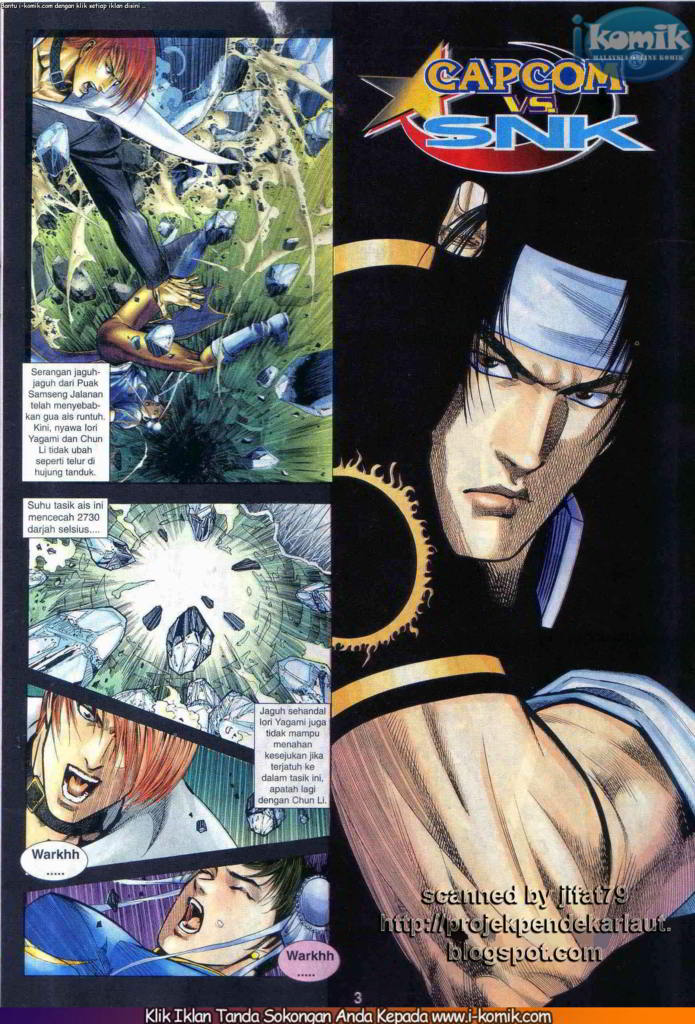 Bantu i-komik.com dengan klik setiap iklan disini ...
i komik
MALAYSIA ONLINE KOMIK
CAPCOM
VS.
SNK
Serangan jaguh-
jaguh dari Puak
Samseng Jalanan
telah menyebab-
kan gua ais runtuh.
Kini, nyawa Iori
Yagami dan Chun
Li tidak ubah
seperti telur di
hujung tanduk.
Suhu tasik ais ini
mencecah 2730
darjah selsius....
Jaguh sehandal
Iori Yagami juga
tidak mampu
menahan
kesejukan jika
terjatuh ke
dalam tasik ini,
apatah lagi
dengan Chun Li.
Warkhh
.....
Warkhh
.....
scanned by jifat79
http://projekpendekarlaut.
blogspot.com
3
Klik Iklan Tanda Sokongan Anda Kepada www.i-komik.com